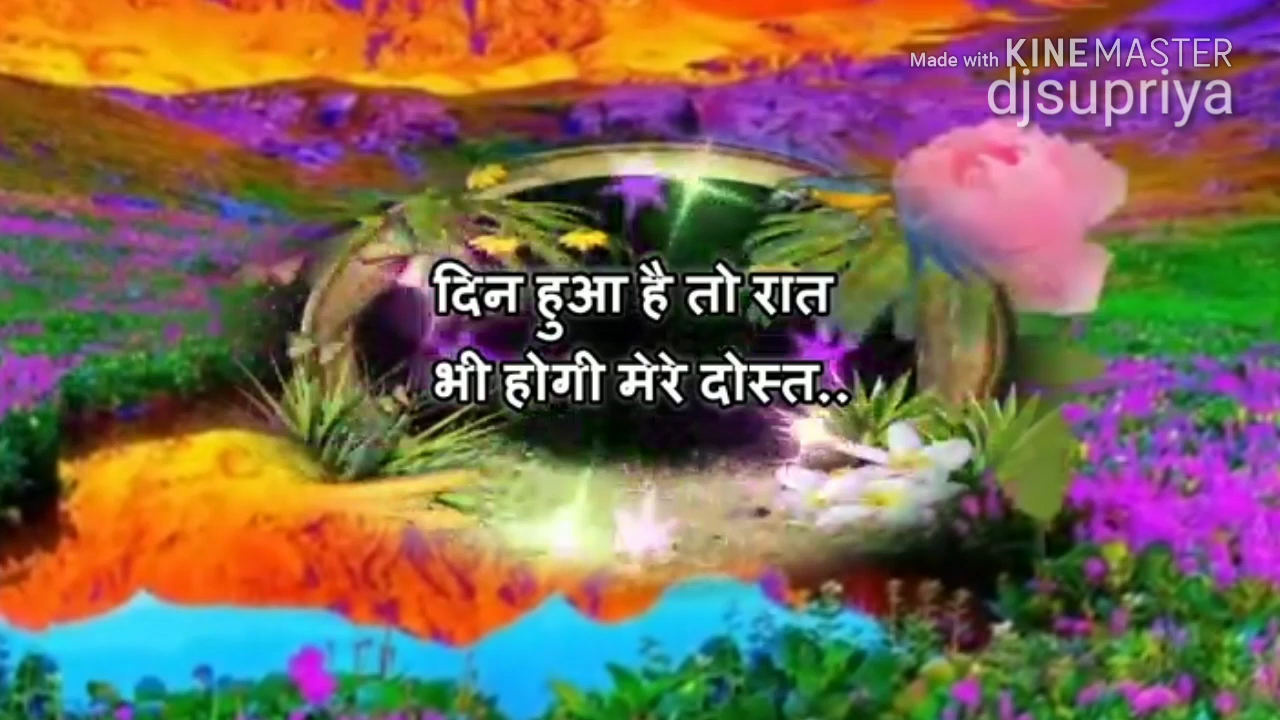 Made with KINEMASTER
djsupriya
दिन हुआ है तो रात
भी होगी मेरे दोस्त..